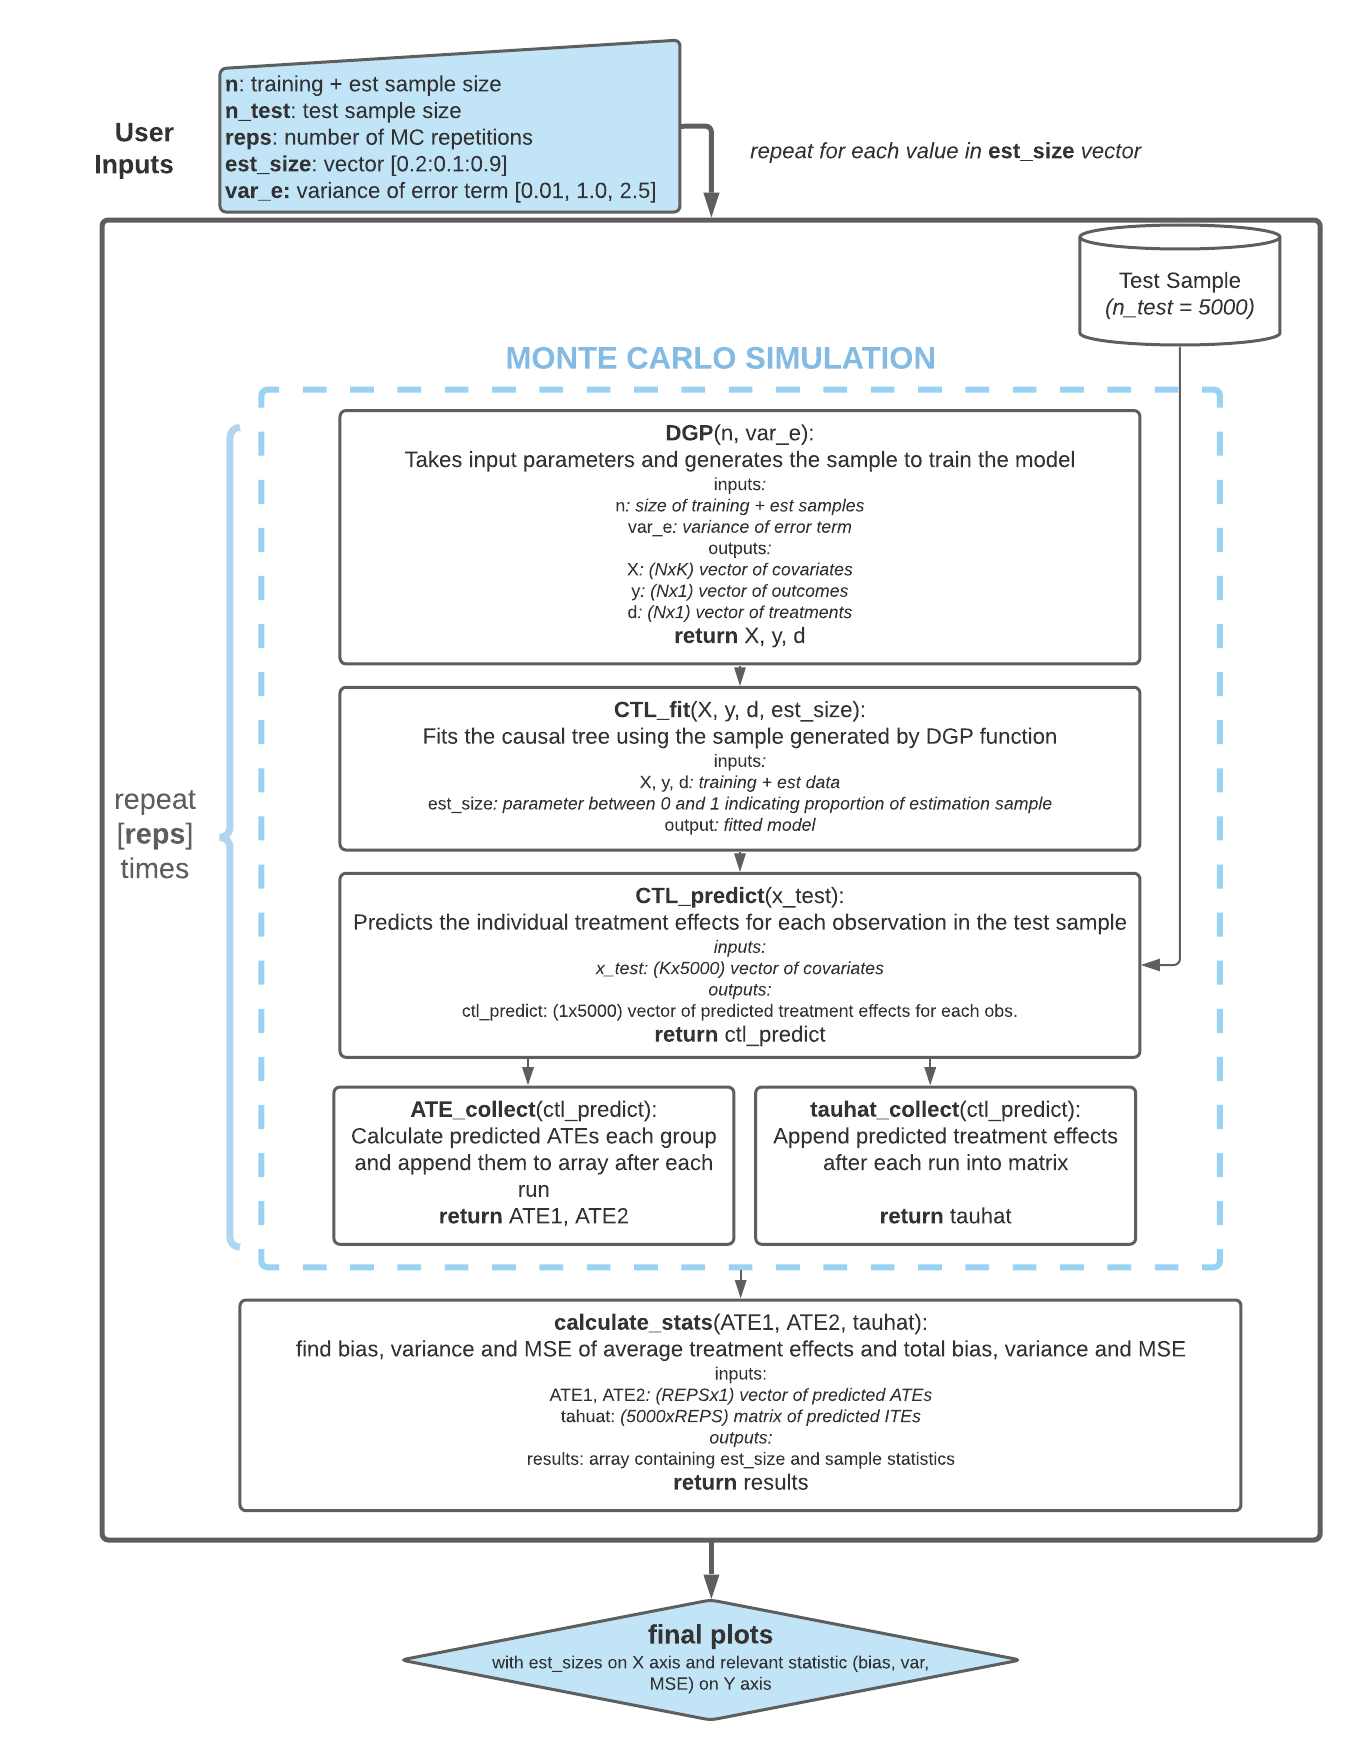 n: training + est sample size
n_test: test sample size
reps: number of MC repetitions
est_size: vector [0.2:0.1:0.9]
var_e: variance of error term [0.01, 1.0, 2.5]
User
Inputs
repeat for each value in est_size vector
Test Sample
(n_test = 5000)
MONTE CARLO SIMULATION
DGP(n, var_e):
Takes input parameters and generates the sample to train the model
inputs:
n: size of training + est samples
var_e: variance of error term
outputs:
X: (NxK) vector of covariates
y: (Nx1) vector of outcomes
d: (Nx1) vector of treatments
return X, y, d
CTL_fit(X, y, d, est_size):
Fits the causal tree using the sample generated by DGP function
inputs:
X, y, d: training + est data
est_size: parameter between 0 and 1 indicating proportion of estimation sample
output: fitted model
repeat
[reps]
times
CTL_predict(x_test):
Predicts the individual treatment effects for each observation in the test sample
inputs:
x_test: (Kx5000) vector of covariates
outputs:
ctl_predict: (1x5000) vector of predicted treatment effects for each obs.
return ctl_predict
ATE_collect(ctl_predict):
Calculate predicted ATEs each group
and append them to array after each
run
return ATE1, ATE2
tauhat_collect(ctl_predict):
Append predicted treatment effects
after each run into matrix
return tauhat
calculate_stats(ATE1, ATE2, tauhat):
find bias, variance and MSE of average treatment effects and total bias, variance and MSE
inputs:
ATE1, ATE2: (REPSx1) vector of predicted ATEs
tahuat: (5000xREPS) matrix of predicted ITEs
outputs:
results: array containing est_size and sample statistics
return results
final plots
with est_sizes on X axis and relevant statistic (bias, var,
MSE) on Y axis